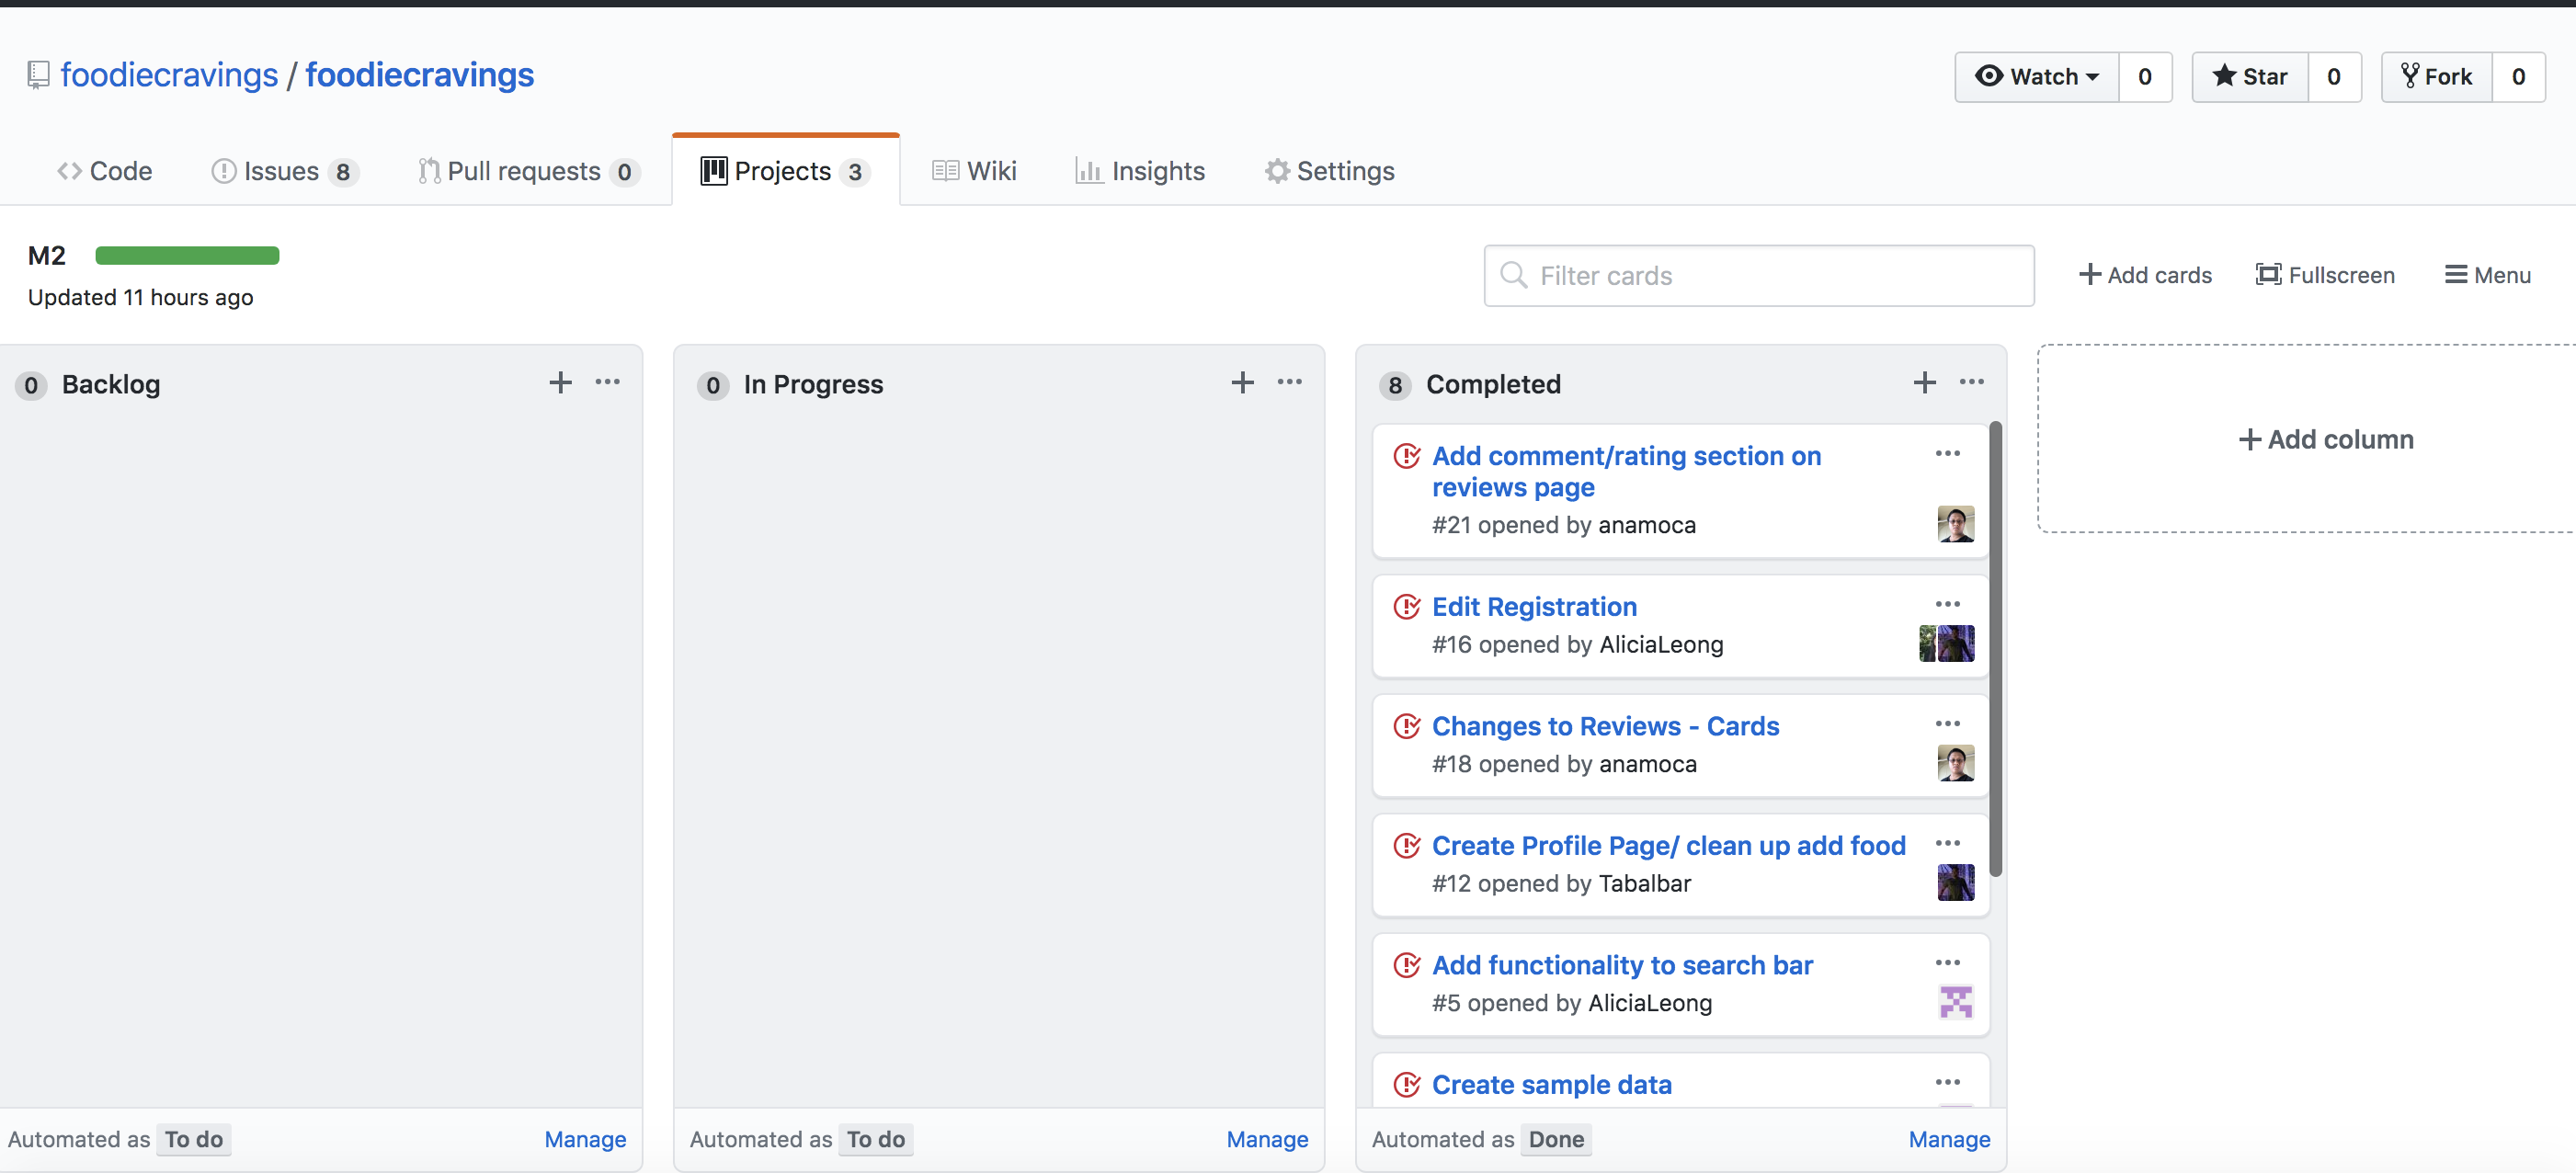 foodiecravings / foodiecravings
Watch 0 Star 0 Fork 0
Code Issues 8 Pull requests 0 Projects 3 Wiki Insights Settings
M2
Updated 11 hours ago
Filter cards
Add cards Fullscreen Menu
0 Backlog
Automated as To do Manage
0 In Progress
Automated as To do Manage
8 Completed
Add comment/rating section on
reviews page
#21 opened by anamoca
Edit Registration
#16 opened by AliciaLeong
Changes to Reviews - Cards
#18 opened by anamoca
Create Profile Page/ clean up add food
#12 opened by Tabalbar
Add functionality to search bar
#5 opened by AliciaLeong
Create sample data
Automated as Done Manage
Add column